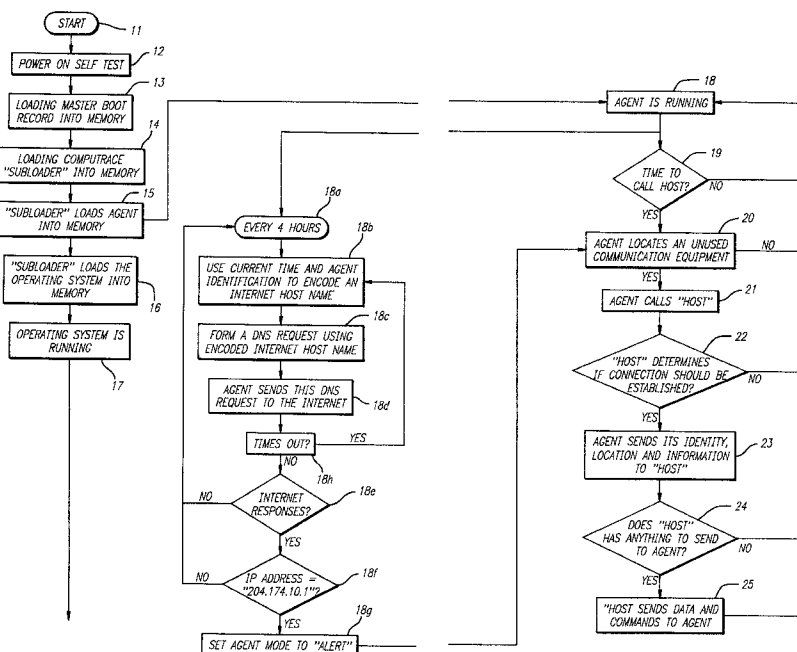 START
11
POWER ON SELF TEST
12
LOADING MASTER BOOT
RECORD INTO MEMORY
13
LOADING COMPUTRACE
"SUBLOADER" INTO MEMORY
14
"SUBLOADER" LOADS AGENT
INTO MEMORY
15
"SUBLOADER" LOADS THE
OPERATING SYSTEM INTO
MEMORY
16
OPERATING SYSTEM IS
RUNNING
17
EVERY 4 HOURS
18a
USE CURRENT TIME AND AGENT
IDENTIFICATION TO ENCODE AN
INTERNET HOST NAME
18b
FORM A DNS REQUEST USING
ENCODED INTERNET HOST NAME
18c
AGENT SENDS THIS DNS
REQUEST TO THE INTERNET
18d
TIMES OUT?
YES
NO
18h
INTERNET
RESPONSES?
18e
NO
YES
IP ADDRESS =
"204.174.10.1"?
18f
NO
YES
SET AGENT MODE TO "ALERT"
18g
AGENT IS RUNNING
18
TIME TO
CALL HOST?
19
NO
YES
AGENT LOCATES AN UNUSED
COMMUNICATION EQUIPMENT
20
NO
YES
AGENT CALLS "HOST"
21
"HOST" DETERMINES
IF CONNECTION SHOULD BE
ESTABLISHED?
22
NO
YES
AGENT SENDS ITS IDENTITY,
LOCATION AND INFORMATION
TO "HOST"
23
DOES "HOST"
HAS ANYTHING TO SEND
TO AGENT?
24
NO
YES
"HOST SENDS DATA AND
COMMANDS TO AGENT
25